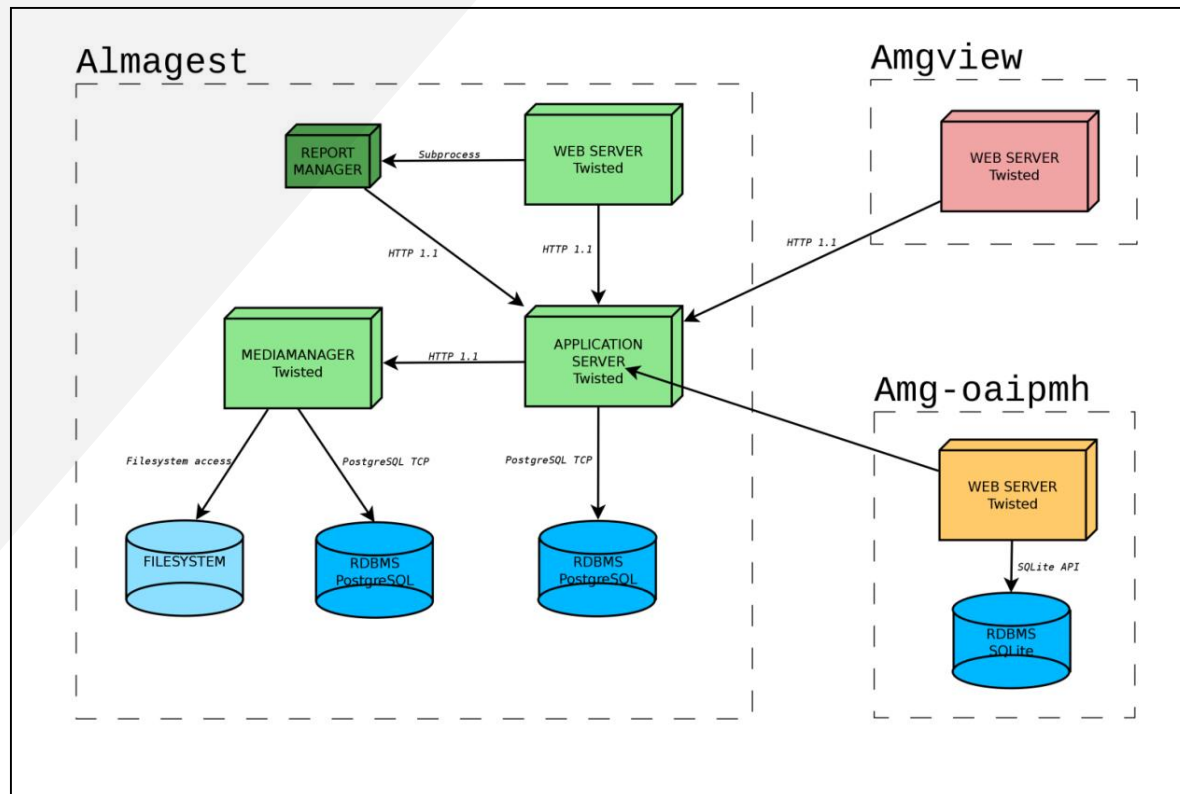 Almagest
Amgview
REPORT
MANAGER
Subprocess
WEB SERVER
Twisted
WEB SERVER
Twisted
HTTP 1.1
HTTP 1.1
HTTP 1.1
MEDIAMANAGER
Twisted
HTTP 1.1
APPLICATION
SERVER
Twisted
Amg-oaipmh
Filesystem access
PostgreSQL TCP
PostgreSQL TCP
WEB SERVER
Twisted
FILESYSTEM
RDBMS
PostgreSQL
RDBMS
PostgreSQL
SQLite API
RDBMS
SQLite